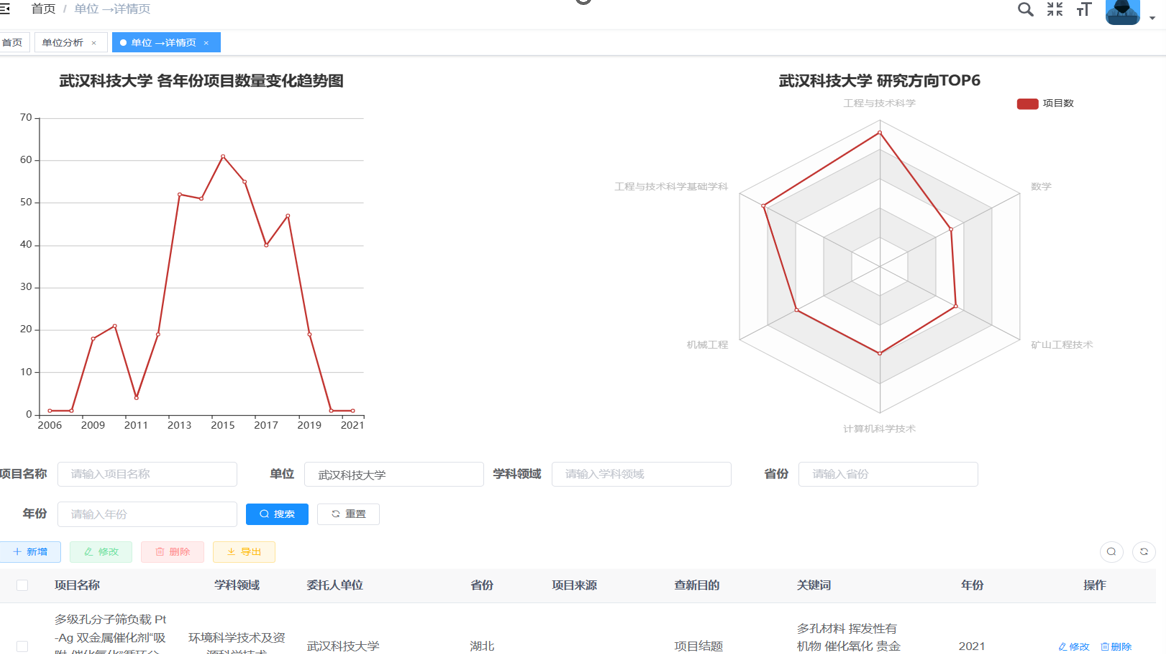 首页 / 单位 →详情页
首页 单位分析 × 单位 →详情页 ×
武汉科技大学 各年份项目数量变化趋势图
70
60
50
40
30
20
10
0
2006 2009 2011 2013 2015 2017 2019 2021
武汉科技大学 研究方向TOP6
项目数
工程与技术科学
工程与技术科学基础学科
数学
机械工程
矿山工程技术
计算机科学技术
项目名称 请输入项目名称 单位 武汉科技大学 学科领域 请输入学科领域 省份 请输入省份
年份 请输入年份 搜索 重置
+ 新增 修改 删除 导出
项目名称 学科领域 委托人单位 省份 项目来源 查新目的 关键词 年份 操作
多级孔分子筛负载 Pt
-Ag 双金属催化剂“吸
环境科学技术及资
武汉科技大学 湖北 项目结题
多孔材料 挥发性有
机物 催化氧化 贵金
2021 修改 删除